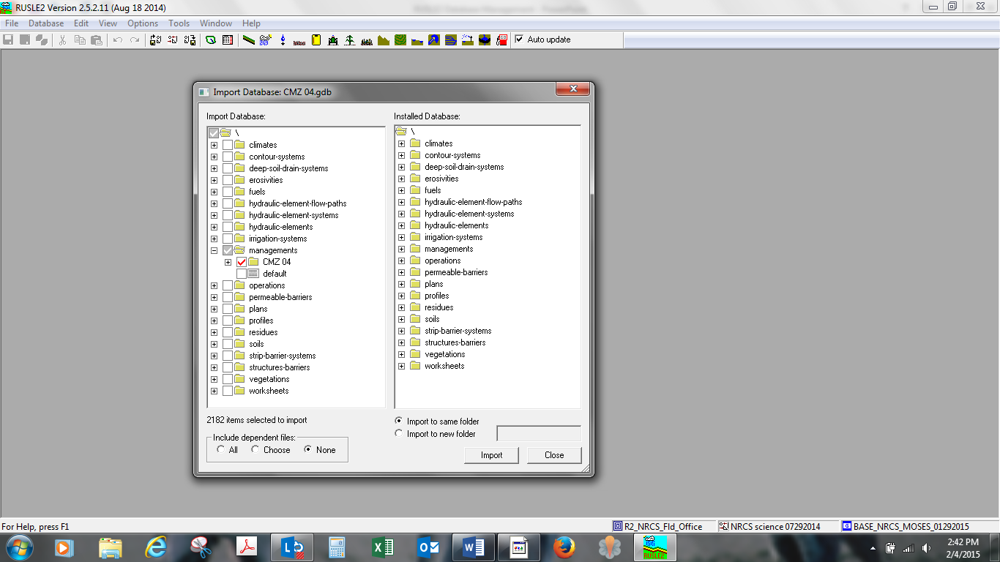 RUSLE2 Version 2.5.2.11 (Aug 18 2014)
File Database Edit View Options Tools Window Help
Auto update
Import Database: CMZ 04.gdb
Import Database:
\
climates
contour-systems
deep-soil-drain-systems
erosivities
fuels
hydraulic-element-flow-paths
hydraulic-element-systems
hydraulic-elements
irrigation-systems
managements
CMZ 04
default
operations
permeable-barriers
plans
profiles
residues
soils
strip-barrier-systems
structures-barriers
vegetations
worksheets
2182 items selected to import
Include dependent files:
All Choose None
Installed Database:
\
climates
contour-systems
deep-soil-drain-systems
erosivities
fuels
hydraulic-element-flow-paths
hydraulic-element-systems
hydraulic-elements
irrigation-systems
managements
operations
permeable-barriers
plans
profiles
residues
soils
strip-barrier-systems
structures-barriers
vegetations
worksheets
Import to same folder
Import to new folder
Import Close
For Help, press F1
R2_NRCS_Fld_Office NRCS science 07292014 BASE_NRCS_MOSES_01292015
RUSLE2
2:42 PM
2/4/2015